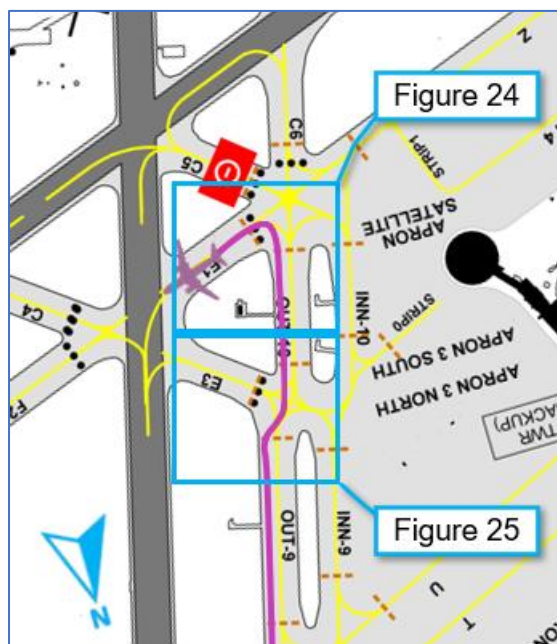 Z
Figure 24
C6
C5
STRIP1
APRON
SATELLITE
E4
INN-10
STRIP0
C4
OUT-10
APRON 3 SOUTH
APRON 3 NORTH
E3
TWR
BACKUP)
Figure 25
OUT-9
INN-9
U
T
N